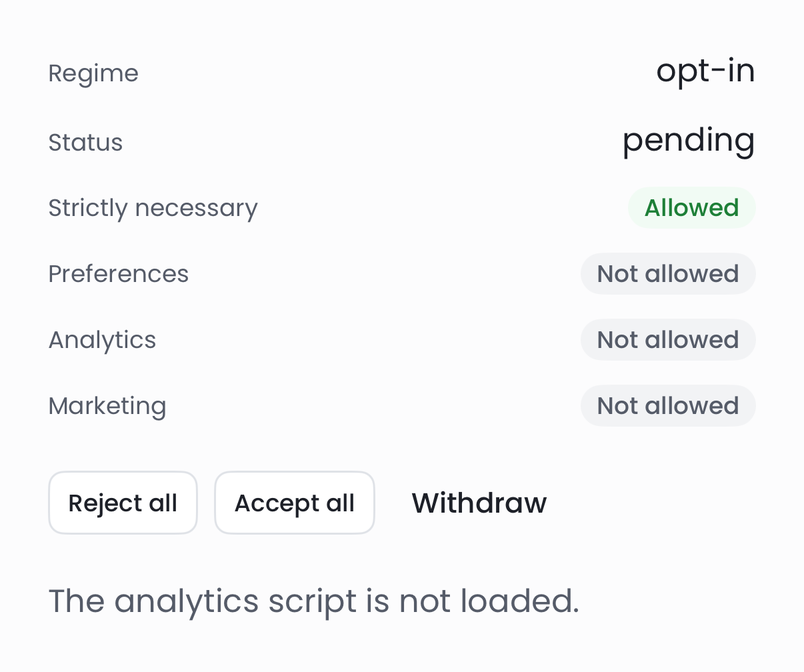 Regime opt-in
Status pending
Strictly necessary Allowed
Preferences Not allowed
Analytics Not allowed
Marketing Not allowed
Reject all Accept all Withdraw
The analytics script is not loaded.